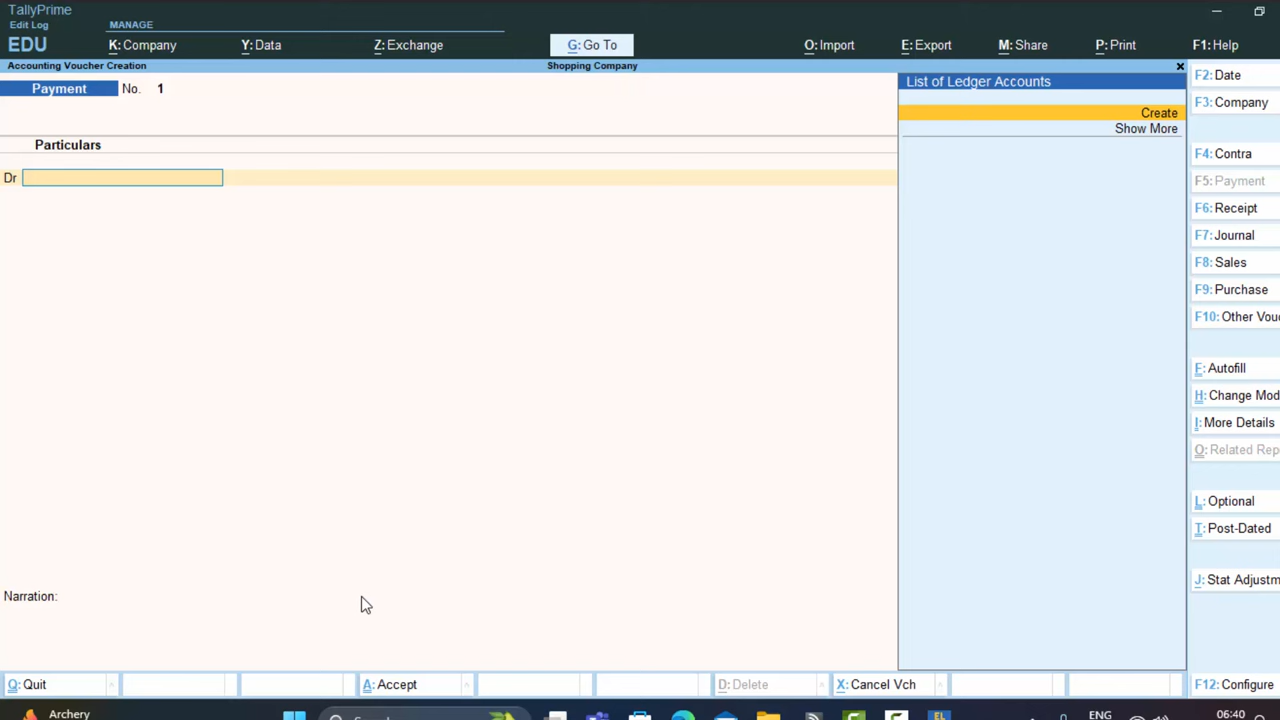 TallyPrime
Edit Log
MANAGE
EDU
K: Company
Y: Data
Z: Exchange
G: Go To
O: Import
E: Export
M: Share
P: Print
F1: Help
Accounting Voucher Creation
Shopping Company
Payment No. 1
Particulars
Dr
Narration:
List of Ledger Accounts
Create
Show More
F2: Date
F3: Company
F4: Contra
F5: Payment
F6: Receipt
F7: Journal
F8: Sales
F9: Purchase
F10: Other Vou
F: Autofill
H: Change Mod
I: More Details
O: Related Rep
L: Optional
T: Post-Dated
J: Stat Adjustm
F12: Configure
Q: Quit
A: Accept
D: Delete
X: Cancel Vch
Archery
ENG
06:40